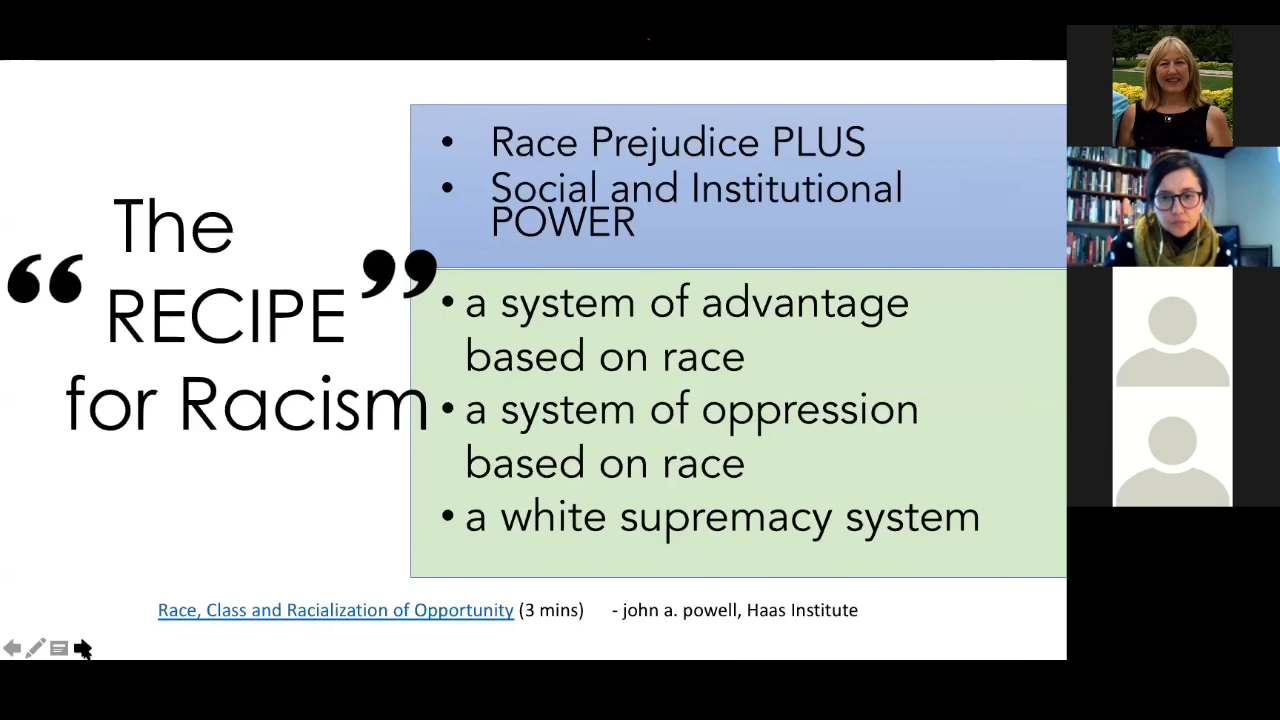 “ The
RECIPE ”
for Racism
• Race Prejudice PLUS
• Social and Institutional
POWER
• a system of advantage
based on race
• a system of oppression
based on race
• a white supremacy system
Race, Class and Racialization of Opportunity (3 mins) - john a. powell, Haas Institute